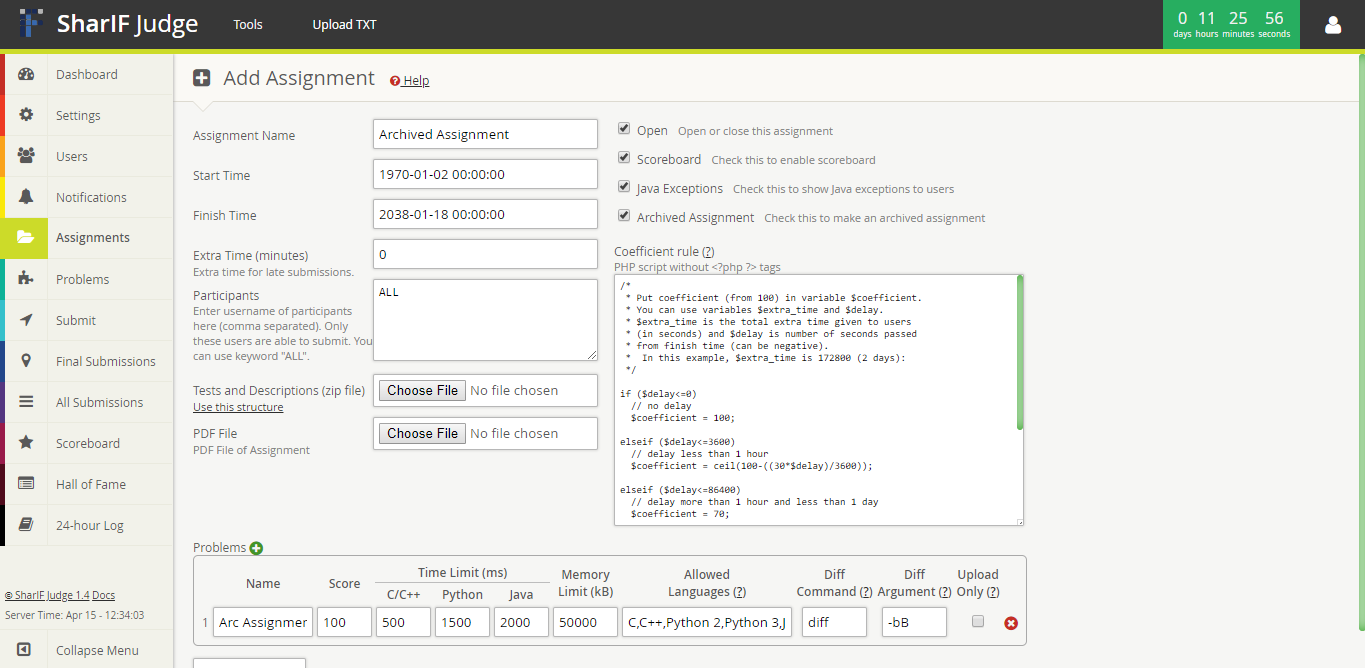 SharIF Judge
Tools
Upload TXT
0 11 25 56
days hours minutes seconds
Dashboard
Settings
Users
Notifications
Assignments
Problems
Submit
Final Submissions
All Submissions
Scoreboard
Hall of Fame
24-hour Log
© SharIF Judge 1.4 Docs
Server Time: Apr 15 - 12:34:03
Collapse Menu
Add Assignment
Help
Assignment Name
Archived Assignment
Start Time
1970-01-02 00:00:00
Finish Time
2038-01-18 00:00:00
Extra Time (minutes)
Extra time for late submissions.
0
Participants
Enter username of participants
here (comma separated). Only
these users are able to submit. You
can use keyword "ALL".
ALL
Tests and Descriptions (zip file)
Use this structure
Choose File No file chosen
PDF File
PDF File of Assignment
Choose File No file chosen
Open Open or close this assignment
Scoreboard Check this to enable scoreboard
Java Exceptions Check this to show Java exceptions to users
Archived Assignment Check this to make an archived assignment
Coefficient rule (?)
PHP script without <?php ?> tags
/*
* Put coefficient (from 100) in variable $coefficient.
* You can use variables $extra_time and $delay.
* $extra_time is the total extra time given to users
* (in seconds) and $delay is number of seconds passed
* from finish time (can be negative).
* In this example, $extra_time is 172800 (2 days):
*/
if ($delay<=0)
// no delay
$coefficient = 100;
elseif ($delay<=3600)
// delay less than 1 hour
$coefficient = ceil(100-((30*$delay)/3600));
elseif ($delay<=86400)
// delay more than 1 hour and less than 1 day
$coefficient = 70;
Problems
Name
Score
Time Limit (ms)
C/C++ Python Java
Memory
Limit (kB)
Allowed
Languages (?)
Diff
Command (?)
Diff
Argument (?)
Upload
Only (?)
1 Arc Assignmer 100 500 1500 2000 50000 C,C++,Python 2,Python 3,J diff -bB